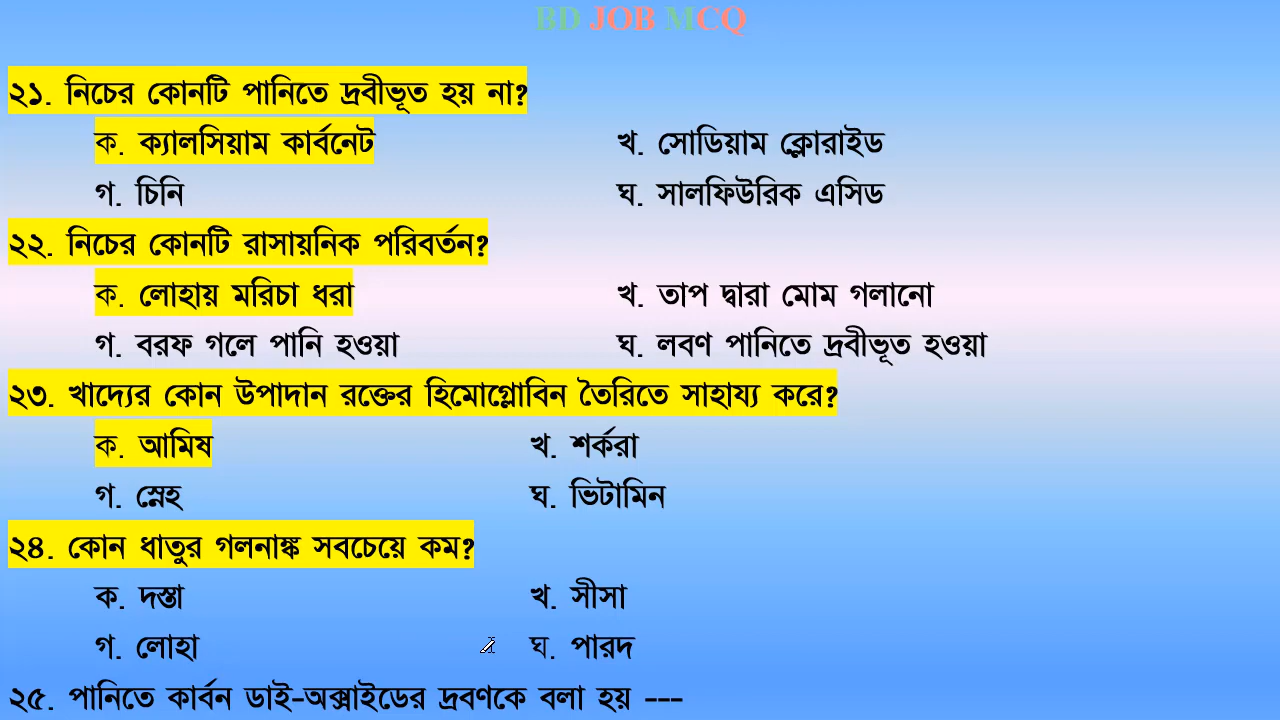 BD JOB MCQ
২১. নিচের কোনটি পানিতে দ্রবীভূত হয় না?
ক. ক্যালসিয়াম কার্বনেট খ. সোডিয়াম ক্লোরাইড
গ. চিনি ঘ. সালফিউরিক এসিড
২২. নিচের কোনটি রাসায়নিক পরিবর্তন?
ক. লোহায় মরিচা ধরা খ. তাপ দ্বারা মোম গলানো
গ. বরফ গলে পানি হওয়া ঘ. লবণ পানিতে দ্রবীভূত হওয়া
২৩. খাদ্যের কোন উপাদান রক্তের হিমোগ্লোবিন তৈরিতে সাহায্য করে?
ক. আমিষ খ. শর্করা
গ. স্নেহ ঘ. ভিটামিন
২৪. কোন ধাতুর গলনাঙ্ক সবচেয়ে কম?
ক. দস্তা খ. সীসা
গ. লোহা ঘ. পারদ
২৫. পানিতে কার্বন ডাই-অক্সাইডের দ্রবণকে বলা হয় ---